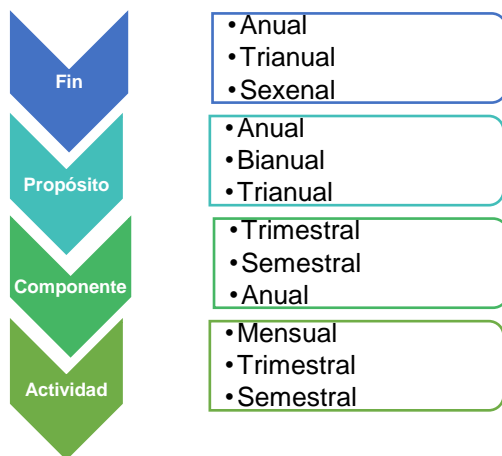 Fin
•Anual
•Trianual
•Sexenal
Propósito
•Anual
•Bianual
•Trianual
Componente
•Trimestral
•Semestral
•Anual
Actividad
•Mensual
•Trimestral
•Semestral